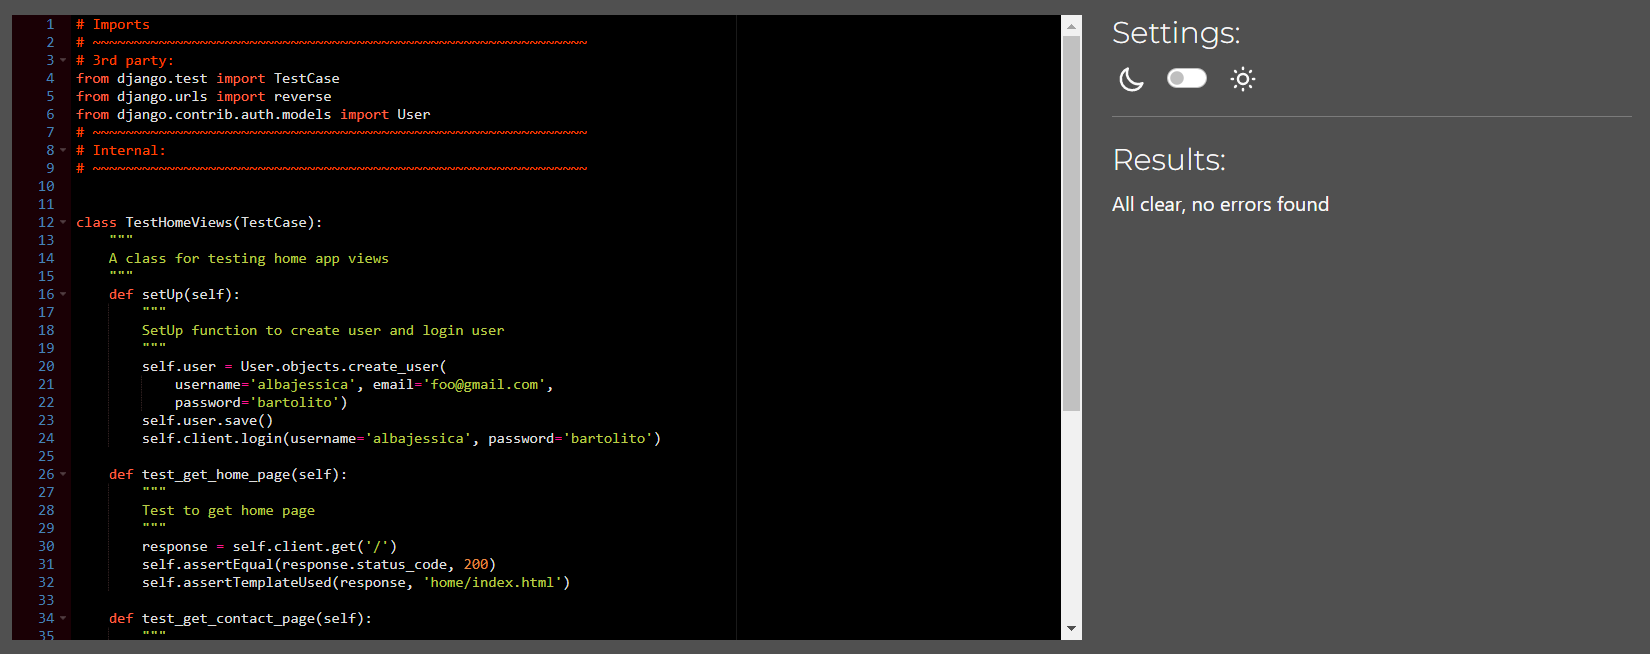 1 # Imports
2 # ~~~~~~~~~~~~~~~~~~~~~~~~~~~~~~~~~~~~~~~~~~~~~~~~~~~~~~~~~~~~
3 # 3rd party:
4 from django.test import TestCase
5 from django.urls import reverse
6 from django.contrib.auth.models import User
7 # ~~~~~~~~~~~~~~~~~~~~~~~~~~~~~~~~~~~~~~~~~~~~~~~~~~~~~~~~~~~~
8 # Internal:
9 # ~~~~~~~~~~~~~~~~~~~~~~~~~~~~~~~~~~~~~~~~~~~~~~~~~~~~~~~~~~~~
10
11
12 class TestHomeViews(TestCase):
13     """
14     A class for testing home app views
15     """
16     def setUp(self):
17         """
18         SetUp function to create user and login user
19         """
20         self.user = User.objects.create_user(
21             username='albajessica', email='foo@gmail.com',
22             password='bartolito')
23         self.user.save()
24         self.client.login(username='albajessica', password='bartolito')
25
26     def test_get_home_page(self):
27         """
28         Test to get home page
29         """
30         response = self.client.get('/')
31         self.assertEqual(response.status_code, 200)
32         self.assertTemplateUsed(response, 'home/index.html')
33
34     def test_get_contact_page(self):
35         """
Settings:
Results:
All clear, no errors found